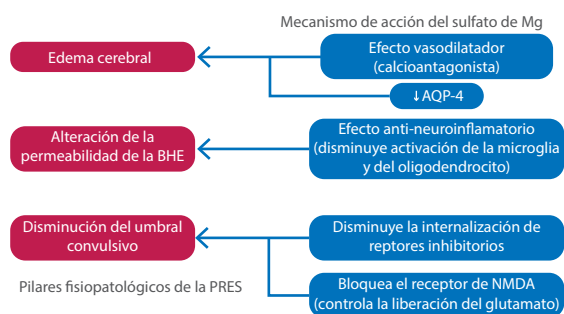 Mecanismo de acción del sulfato de Mg
Edema cerebral
Efecto vasodilatador
(calcioantagonista)
↓AQP-4
Alteración de la
permeabilidad de la BHE
Efecto anti-neuroinflamatorio
(disminuye activación de la microglia
y del oligodendrocito)
Disminución del umbral
convulsivo
Disminuye la internalización de
reptores inhibitorios
Pilares fisiopatológicos de la PRES
Bloquea el receptor de NMDA
(controla la liberación del glutamato)